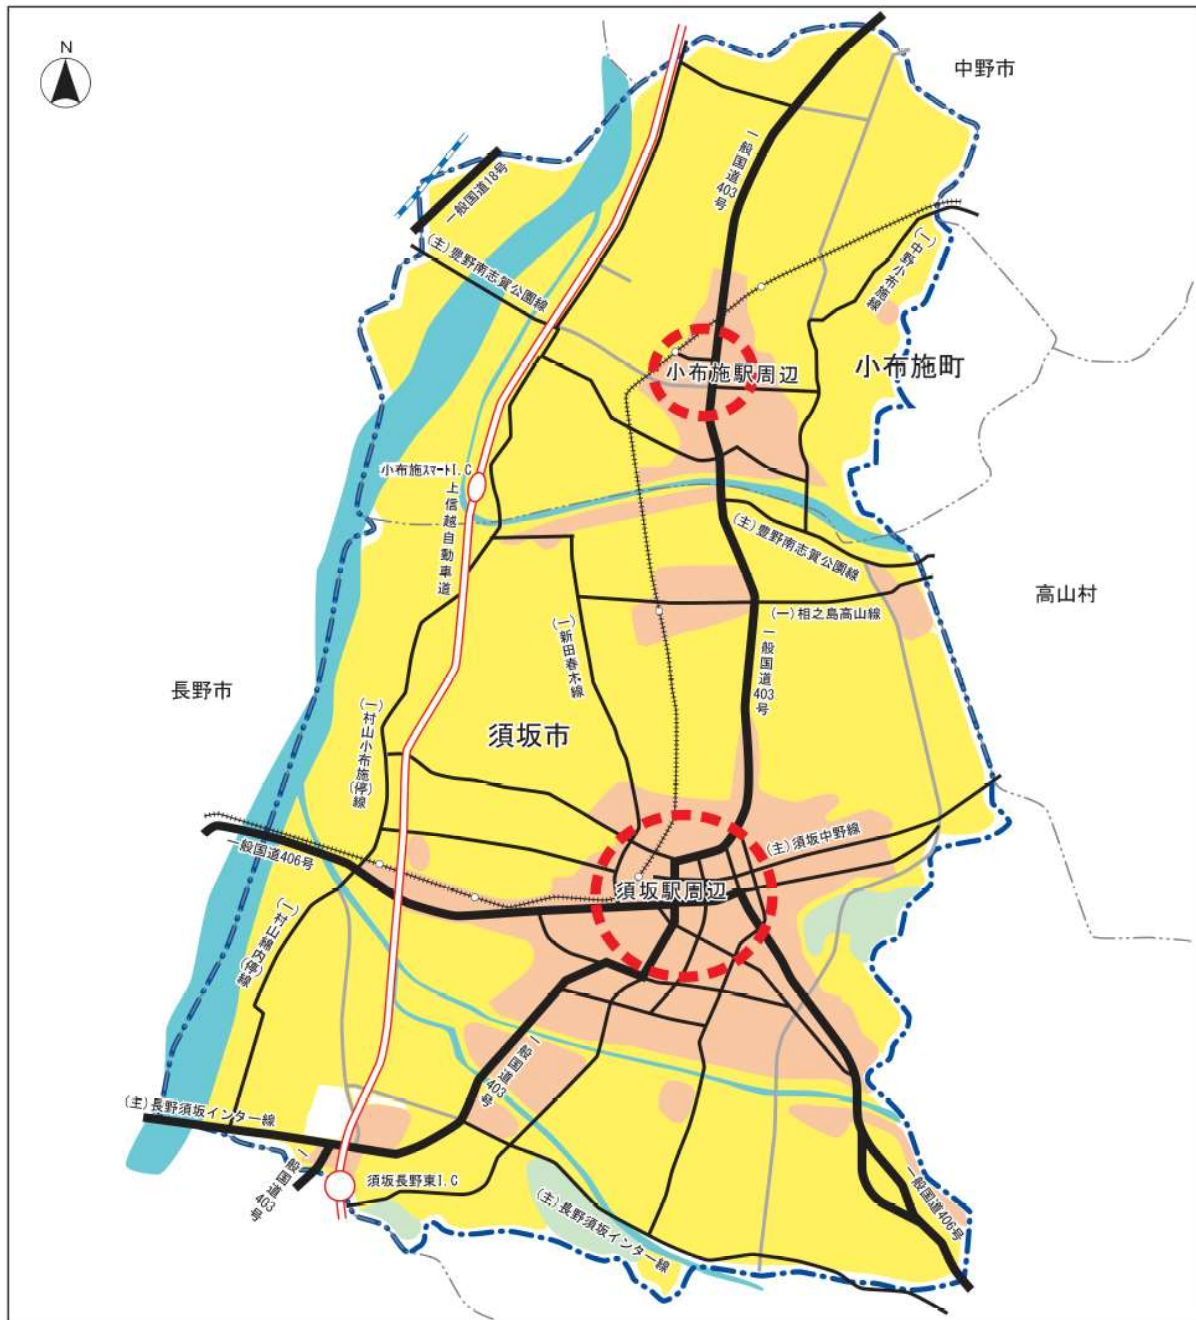 N
中野市
一般国道403号
一般国道18号
(主)豊野南志賀公園線
(一)中野小布施線
小布施町
小布施駅周辺
小布施スマートI.C
上信越自動車道
(主)豊野南志賀公園線
高山村
(一)相之島高山線
(一)新田春木線
一般国道403号
長野市
(一)村山小布施(停)線
須坂市
(主)須坂中野線
一般国道406号
須坂駅周辺
(一)村山綿内(停)線
一般国道403号
(主)長野須坂インター線
一般国道403号
須坂長野東I.C
(主)長野須坂インター線
一般国道406号